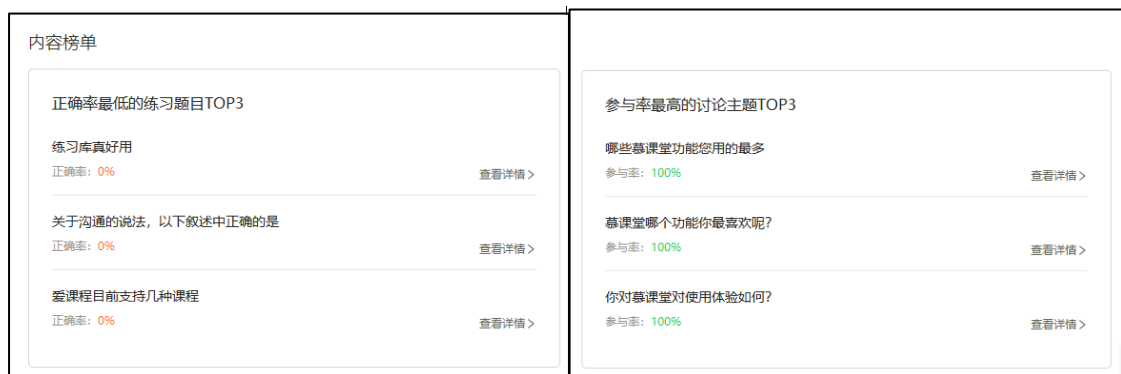 内容榜单
正确率最低的练习题目TOP3
练习库真好用
正确率：0%
查看详情>
关于沟通的说法，以下叙述中正确的是
正确率：0%
查看详情>
爱课程目前支持几种课程
正确率：0%
查看详情>
参与率最高的讨论主题TOP3
哪些慕课堂功能您用的最多
参与率：100%
查看详情>
慕课堂哪个功能你最喜欢呢？
参与率：100%
查看详情>
你对慕课堂对使用体验如何？
参与率：100%
查看详情>